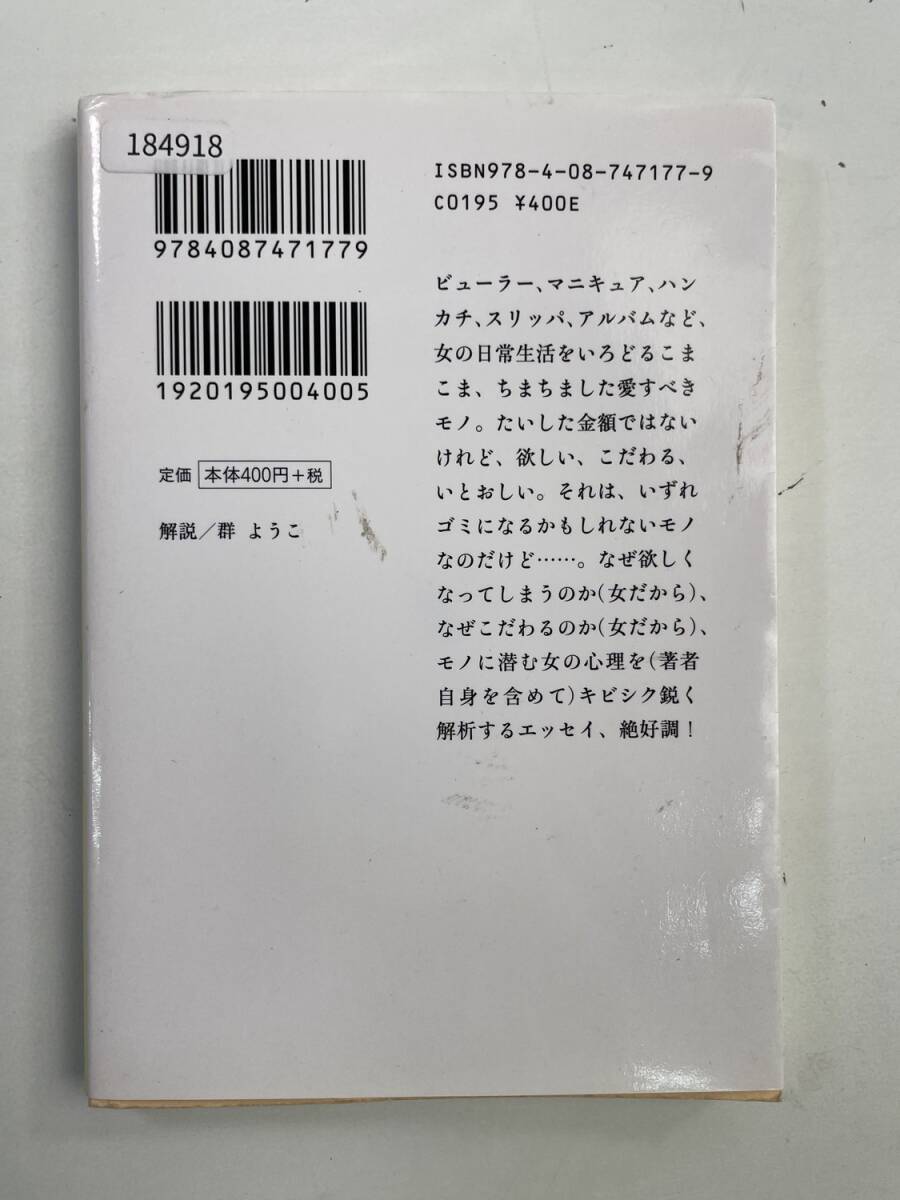 184918
9784087471779
1920195004005
定価 本体400円+税
解説/群 ようこ
ISBN978-4-08-747177-9
C0195 ¥400E
ビューラー、マニキュア、ハン
カチ、スリッパ、アルバムなど、
女の日常生活をいろどるこま
こま、ちまちました愛すべき
モノ。たいした金額ではない
けれど、欲しい、こだわる、
いとおしい。それは、いずれ
ゴミになるかもしれないモノ
なのだけど……。なぜ欲しく
なってしまうのか(女だから)、
なぜこだわるのか(女だから)、
モノに潜む女の心理を(著者
自身を含めて)キビシク鋭く
解析するエッセイ、絶好調!